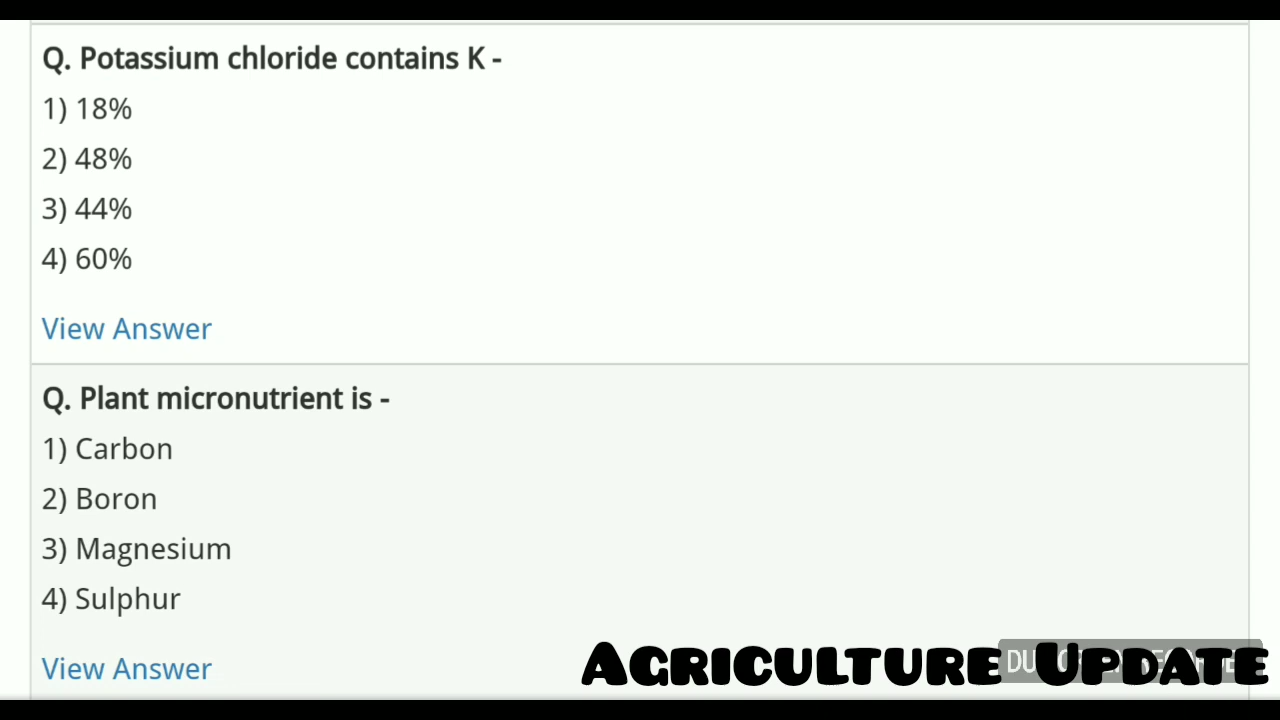 Q. Potassium chloride contains K -
1) 18%
2) 48%
3) 44%
4) 60%
View Answer
Q. Plant micronutrient is -
1) Carbon
2) Boron
3) Magnesium
4) Sulphur
View Answer
Agriculture Update